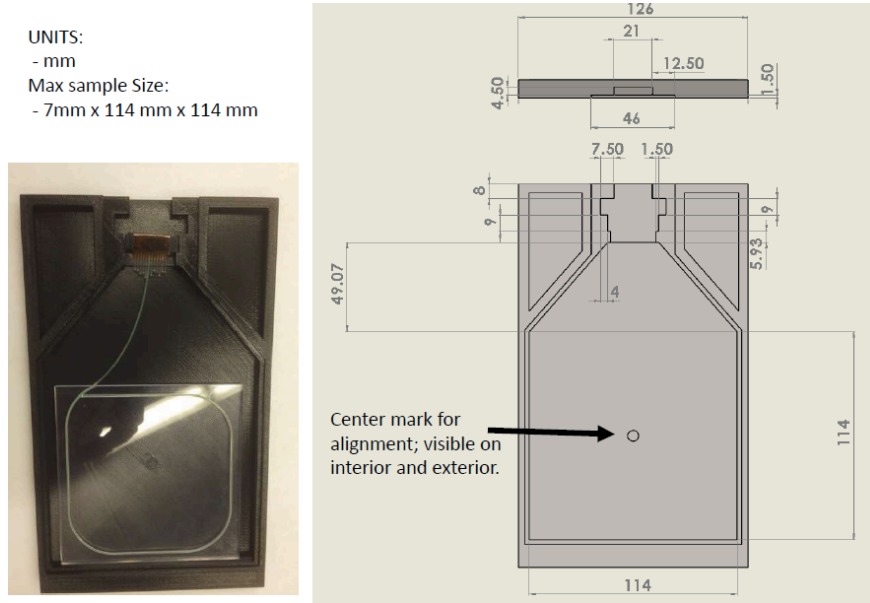 UNITS:
- mm
Max sample Size:
- 7mm x 114 mm x 114 mm
126
21
12.50
4.50
1.50
46
7.50
1.50
8
9
9
5.93
49.07
4
Center mark for
alignment; visible on
interior and exterior.
114
114